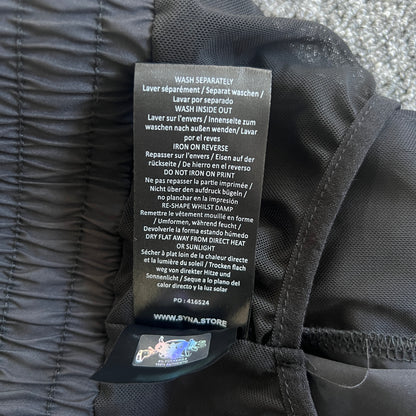 WASH SEPARATELY
Laver séparément / Separat waschen /
Lavar por separado
WASH INSIDE OUT
Laver sur l'envers / Innenseite zum
waschen nach außen wenden/ Lavar
por el reves
IRON ON REVERSE
Repasser sur l'envers / Eisen auf der
rückseite / De hierro en reversa
DO NOT IRON ON PRINT
Ne pas repasser la partie imprimée /
Nicht über den aufdruck bügeln /
no planchar en la impresión
RE-SHAPE WHILST DAMP
Remettre le vêtement mouillé en forme
/ Umformen, während feucht /
Devolverle la forma estando húmedo
DRY FLAT AWAY FROM DIRECT HEAT
OR SUNLIGHT
Sécher à plat loin de la chaleur directe
et la lumière du soleil / Trocken flach
weg von direkter Hitze und
Sonnenlicht / Seque a lo plano del
calor directo y la luz solar
PO : 416524
WWW.SYNA.STORE